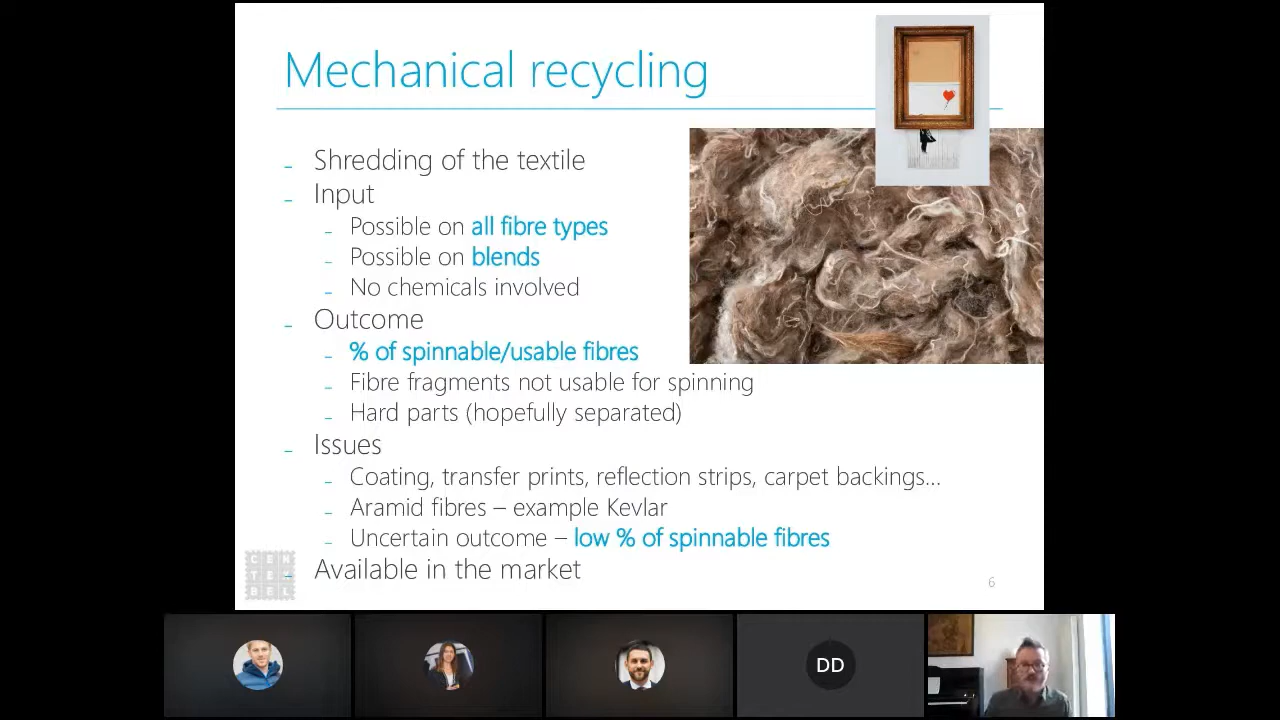 Mechanical recycling
- Shredding of the textile
- Input
- Possible on all fibre types
- Possible on blends
- No chemicals involved
- Outcome
- % of spinnable/usable fibres
- Fibre fragments not usable for spinning
- Hard parts (hopefully separated)
- Issues
- Coating, transfer prints, reflection strips, carpet backings...
- Aramid fibres – example Kevlar
- Uncertain outcome – low % of spinnable fibres
- Available in the market
CEN
TEX
BEL
6
DD